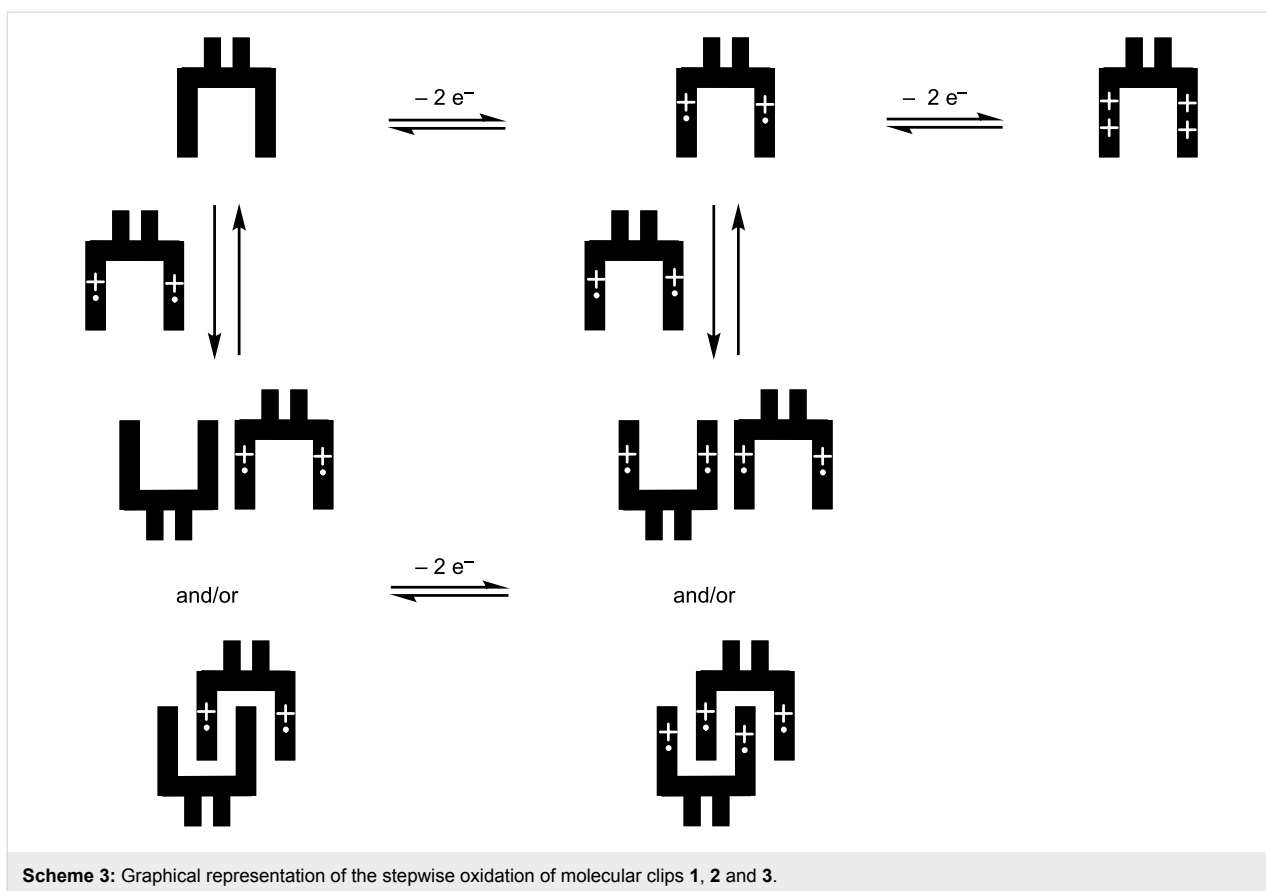 – 2 e⁻
– 2 e⁻
– 2 e⁻
and/or
and/or
Scheme 3: Graphical representation of the stepwise oxidation of molecular clips 1, 2 and 3.